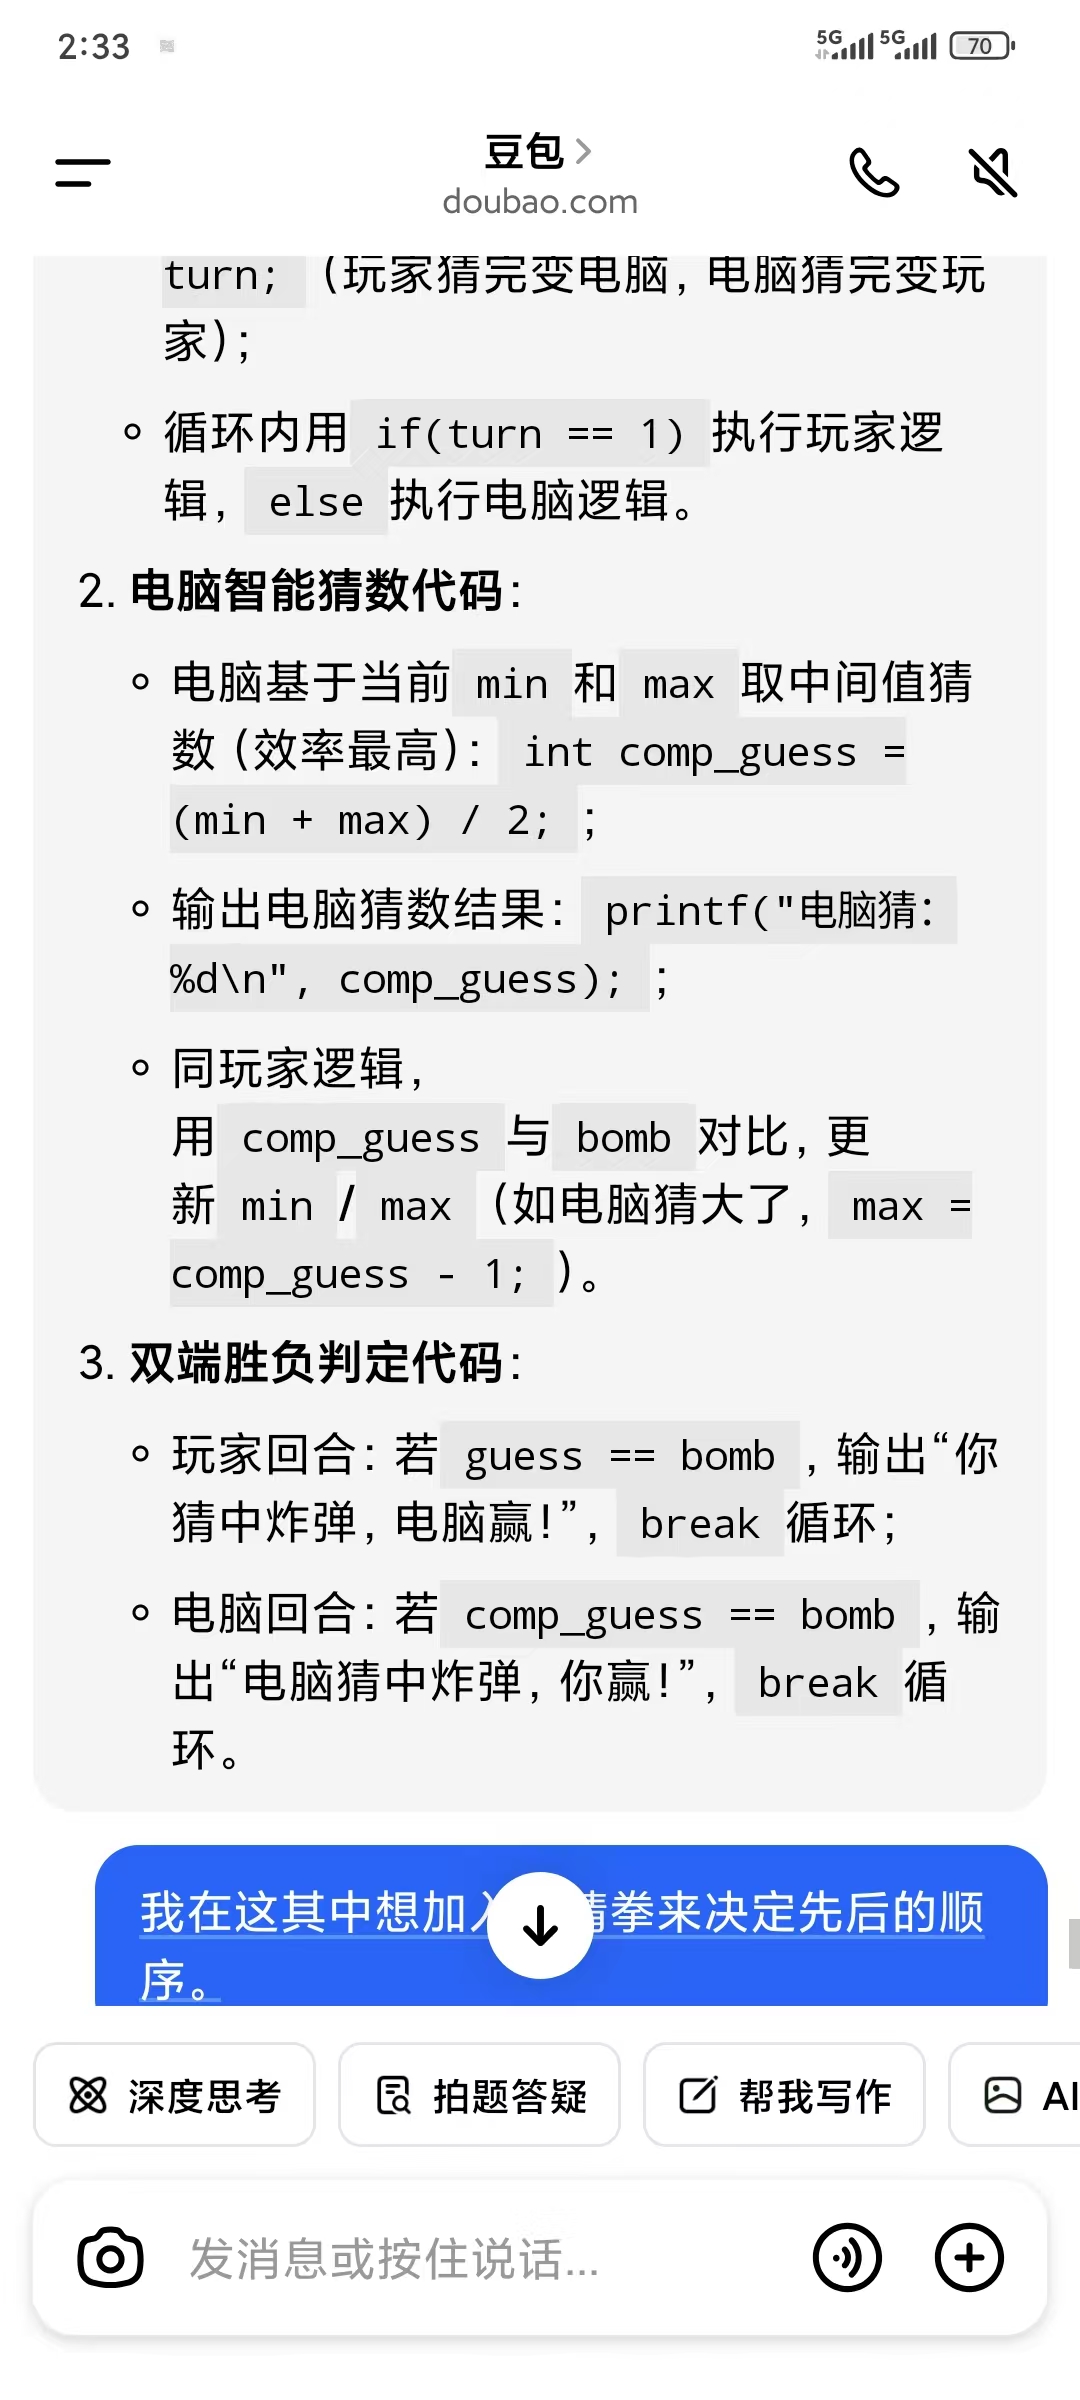 2:33
5G 5G 70
豆包
doubao.com
turn; （玩家猜完变电脑，电脑猜完变玩
家）；
循环内用 if(turn == 1) 执行玩家逻
辑， else 执行电脑逻辑。
2. 电脑智能猜数代码：
电脑基于当前 min 和 max 取中间值猜
数（效率最高）： int comp_guess =
(min + max) / 2; ；
输出电脑猜数结果： printf("电脑猜：
%d\n", comp_guess); ；
同玩家逻辑，
用 comp_guess 与 bomb 对比，更
新 min / max （如电脑猜大了， max =
comp_guess - 1; ）。
3. 双端胜负判定代码：
玩家回合：若 guess == bomb ，输出“你
猜中炸弹，电脑赢！”， break 循环；
电脑回合：若 comp_guess == bomb ，输
出“电脑猜中炸弹，你赢！”， break 循
环。
我在这其中想加 拳来决定先后的顺
序。
深度思考 拍题答疑 帮我写作 AI
发消息或按住说话...